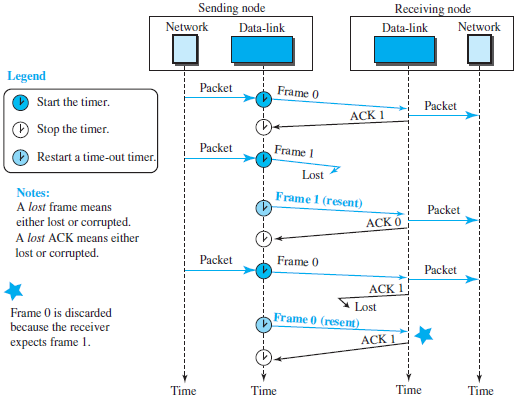 Sending node
Receiving node
Network
Data-link
Data-link
Network
Legend
Start the timer.
Stop the timer.
Restart a time-out timer.
Notes:
A lost frame means
either lost or corrupted.
A lost ACK means either
lost or corrupted.
Frame 0 is discarded
because the receiver
expects frame 1.
Packet
Frame 0
Packet
ACK 1
Packet
Frame 1
Lost
Frame 1 (resent)
Packet
ACK 0
Packet
Frame 0
Packet
ACK 1
Lost
Frame 0 (resent)
ACK 1
Time
Time
Time
Time